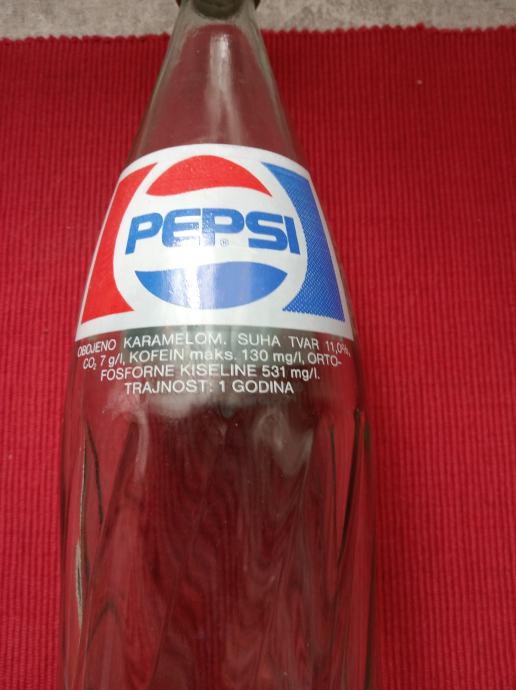 PEPSI
®
OBOJENO KARAMELOM. SUHA TVAR 11,0%,
CO₂ 7 g/l, KOFEIN maks. 130 mg/l, ORTO-
FOSFORNE KISELINE 531 mg/l.
TRAJNOST: 1 GODINA